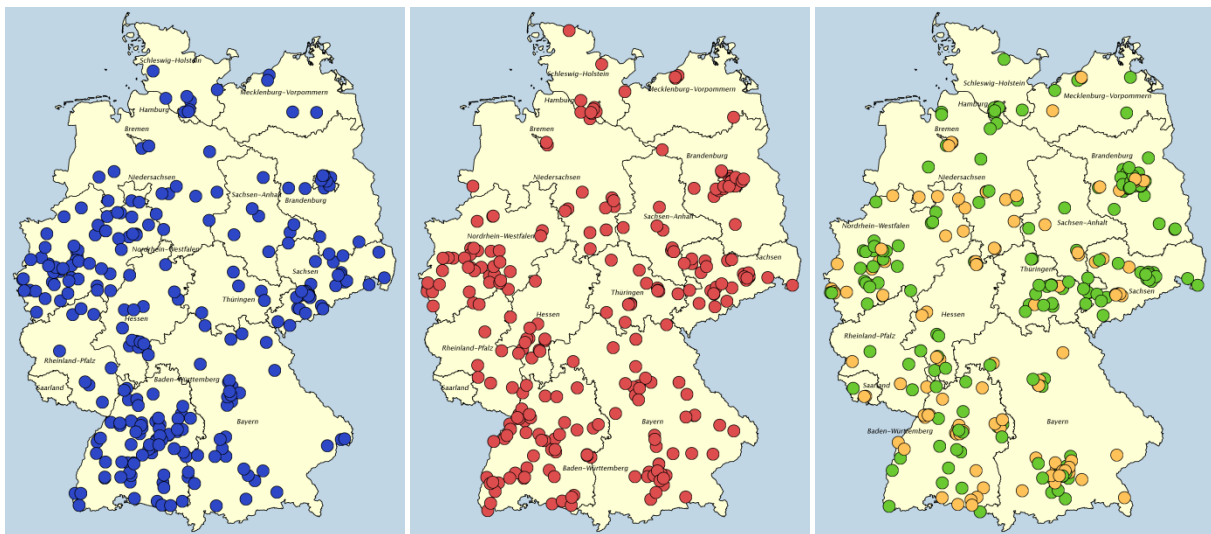 Schleswig-Holstein
Mecklenburg-Vorpommern
Hamburg
Bremen
Niedersachsen
Sachsen-Anhalt
Brandenburg
Nordrhein-Westfalen
Sachsen
Thüringen
Hessen
Rheinland-Pfalz
Saarland
Baden-Württemberg
Bayern
Schleswig-Holstein
Mecklenburg-Vorpommern
Hamburg
Bremen
Brandenburg
Niedersachsen
Sachsen-Anhalt
Nordrhein-Westfalen
Sachsen
Thüringen
Hessen
Rheinland-Pfalz
Saarland
Bayern
Baden-Württemberg
Schleswig-Holstein
Mecklenburg-Vorpommern
Hamburg
Bremen
Brandenburg
Niedersachsen
Sachsen-Anhalt
Nordrhein-Westfalen
Thüringen
Sachsen
Hessen
Rheinland-Pfalz
Saarland
Bayern
Baden-Württemberg